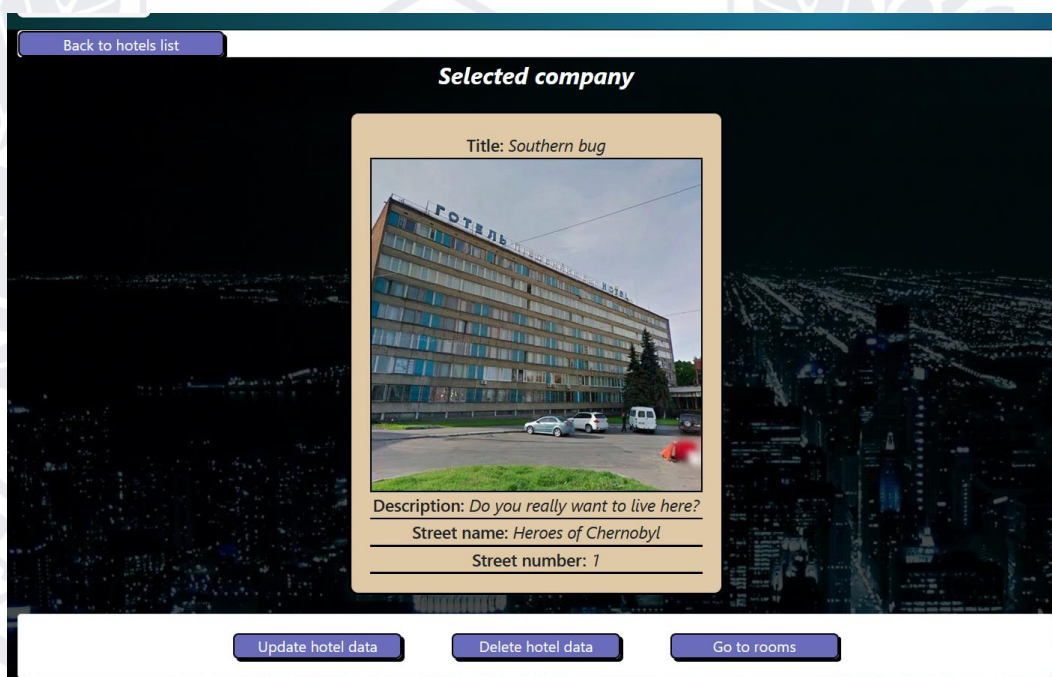 Back to hotels list
Selected company
Title: Southern bug
ГОТЕЛЬ
HOTEL
Description: Do you really want to live here?
Street name: Heroes of Chernobyl
Street number: 1
Update hotel data
Delete hotel data
Go to rooms